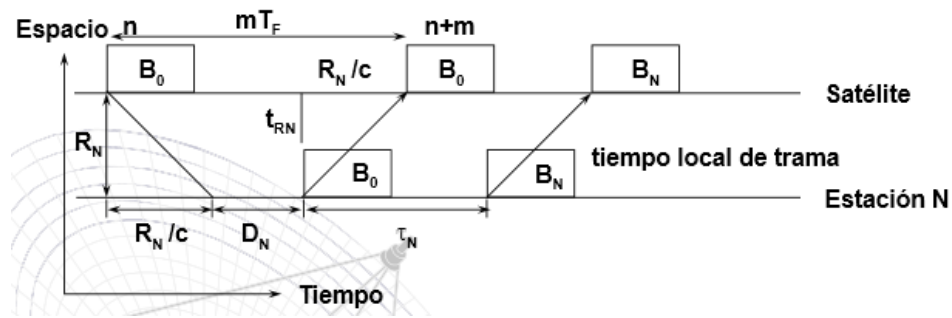 Espacio n mT_F n+m
B_0 R_N/c B_0 B_N
Satélite
t_RN
R_N
tiempo local de trama
B_0 B_N
Estación N
R_N/c D_N τ_N
Tiempo